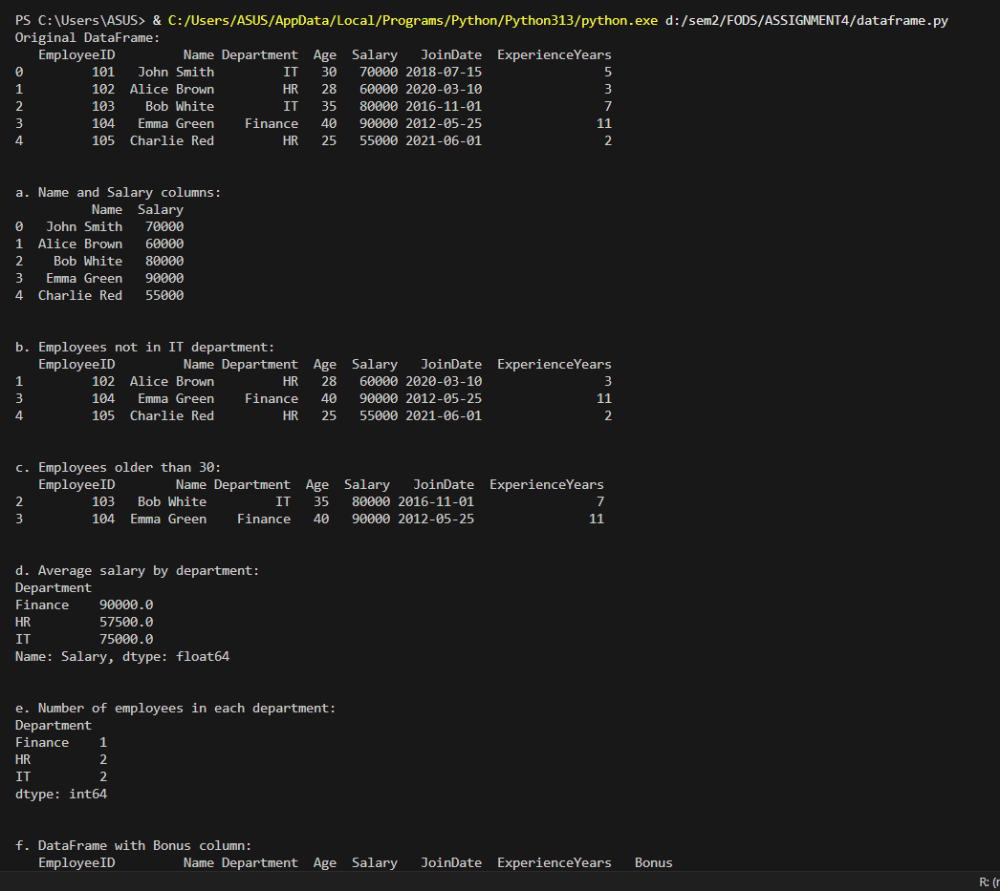 PS C:\Users\ASUS> & C:/Users/ASUS/AppData/Local/Programs/Python/Python313/python.exe d:/sem2/FODS/ASSIGNMENT4/dataframe.py
Original DataFrame:
   EmployeeID         Name Department  Age  Salary   JoinDate  ExperienceYears
0         101   John Smith         IT   30   70000 2018-07-15                5
1         102  Alice Brown         HR   28   60000 2020-03-10                3
2         103    Bob White         IT   35   80000 2016-11-01                7
3         104   Emma Green    Finance   40   90000 2012-05-25               11
4         105  Charlie Red         HR   25   55000 2021-06-01                2
a. Name and Salary columns:
          Name  Salary
0   John Smith   70000
1  Alice Brown   60000
2    Bob White   80000
3   Emma Green   90000
4  Charlie Red   55000
b. Employees not in IT department:
   EmployeeID         Name Department  Age  Salary   JoinDate  ExperienceYears
1         102  Alice Brown         HR   28   60000 2020-03-10                3
3         104   Emma Green    Finance   40   90000 2012-05-25               11
4         105  Charlie Red         HR   25   55000 2021-06-01                2
c. Employees older than 30:
   EmployeeID        Name Department  Age  Salary   JoinDate  ExperienceYears
2         103   Bob White         IT   35   80000 2016-11-01                7
3         104  Emma Green    Finance   40   90000 2012-05-25               11
d. Average salary by department:
Department
Finance    90000.0
HR         57500.0
IT         75000.0
Name: Salary, dtype: float64
e. Number of employees in each department:
Department
Finance    1
HR         2
IT         2
dtype: int64
f. DataFrame with Bonus column:
   EmployeeID         Name Department  Age  Salary   JoinDate  ExperienceYears   Bonus
R: (